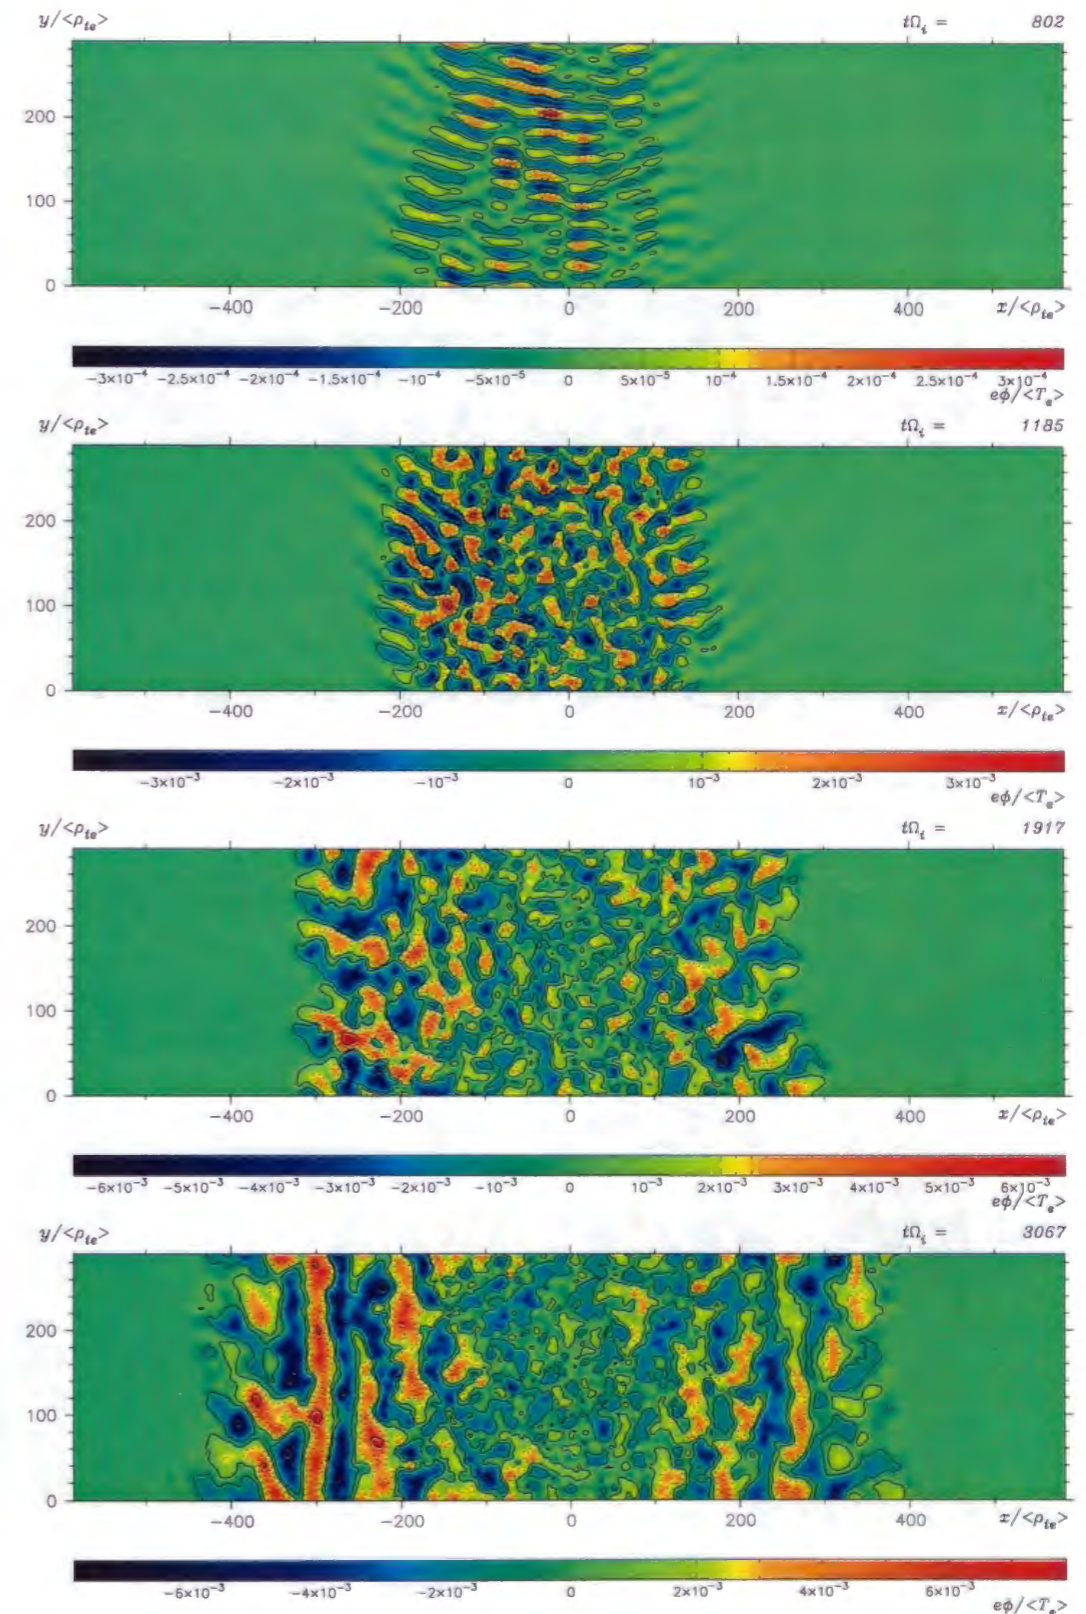 y/<ρte> tΩi = 802
200
100
0
−400 −200 0 200 400 x/<ρte>
−3×10−4 −2.5×10−4 −2×10−4 −1.5×10−4 −10−4 −5×10−5 0 5×10−5 10−4 1.5×10−4 2×10−4 2.5×10−4 3×10−4
eφ/<Te>
y/<ρte> tΩi = 1185
200
100
0
−400 −200 0 200 400 x/<ρte>
−3×10−3 −2×10−3 −10−3 −0 10−3 2×10−3 3×10−3
eφ/<Te>
y/<ρte> tΩi = 1917
200
100
0
−400 −200 0 200 400 x/<ρte>
−6×10−3 −5×10−3 −4×10−3 −3×10−3 −2×10−3 −10−3 0 10−3 2×10−3 3×10−3 4×10−3 5×10−3 6×10−3
eφ/<Te>
y/<ρte> tΩi = 3067
200
100
0
−400 −200 0 200 400 x/<ρte>
−6×10−3 −4×10−3 −2×10−3 0 2×10−3 4×10−3 6×10−3
eφ/<Te>